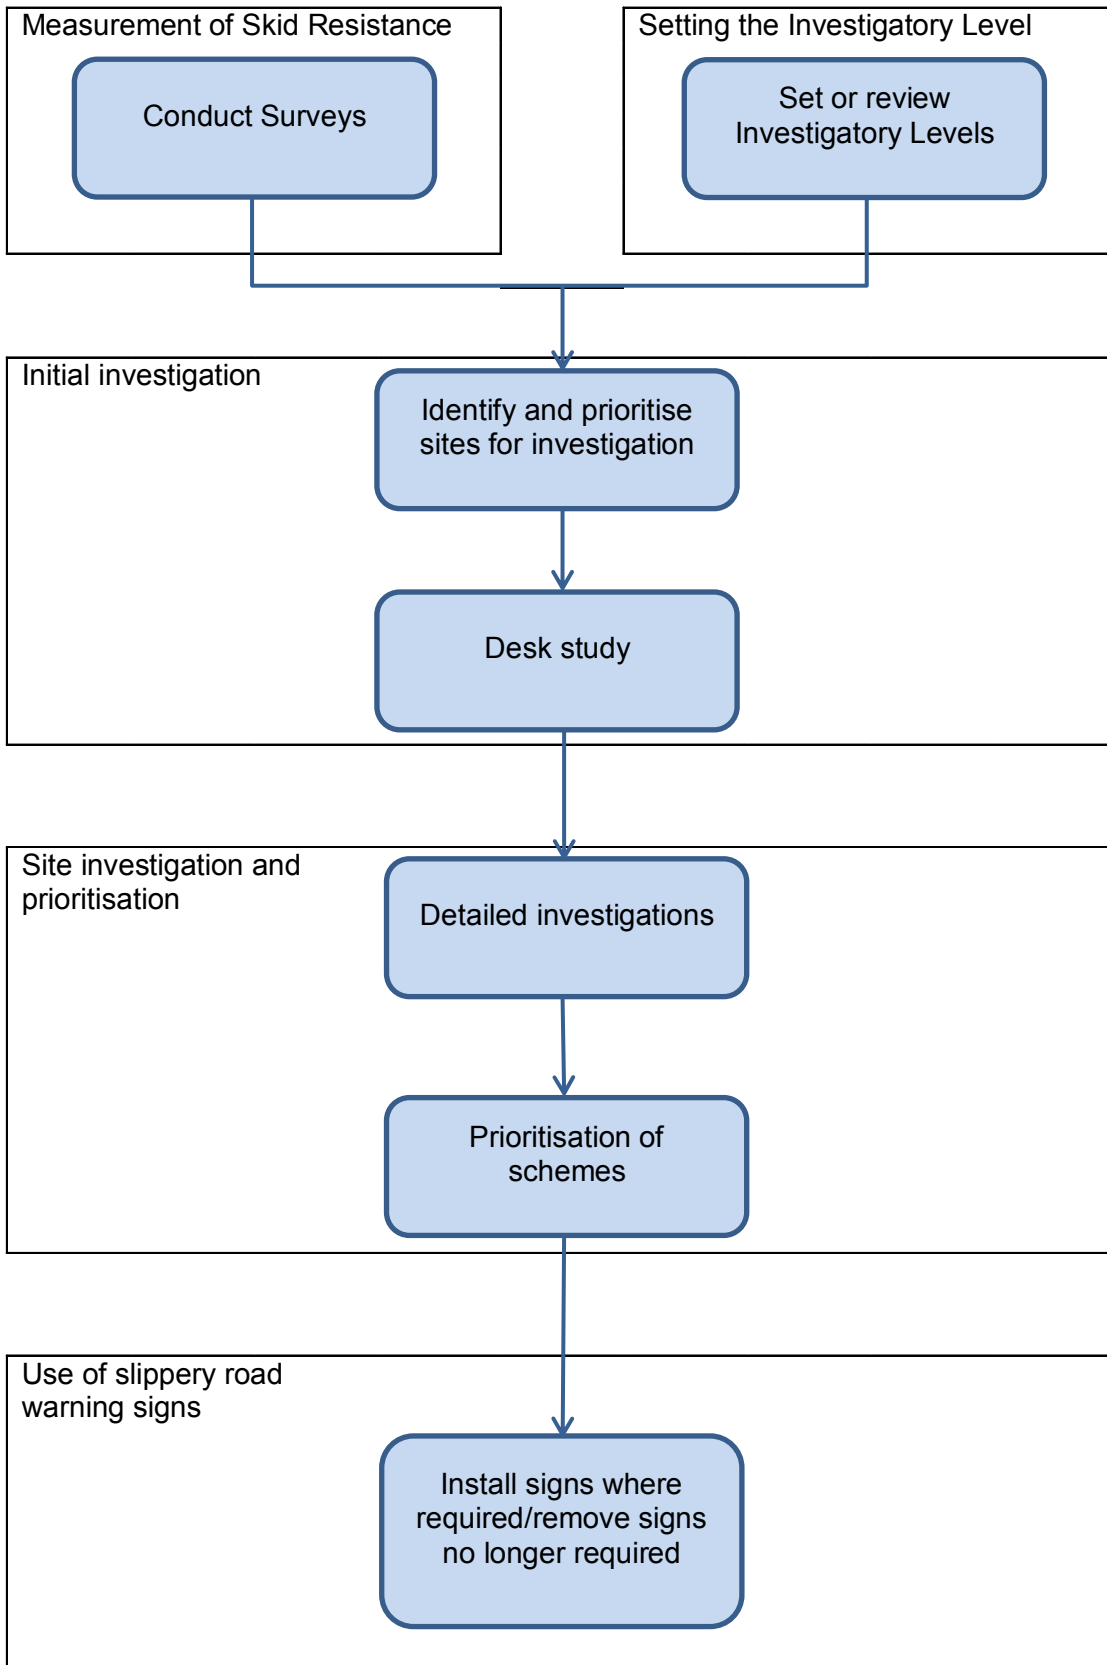 Measurement of Skid Resistance
Conduct Surveys
Setting the Investigatory Level
Set or review
Investigatory Levels
Initial investigation
Identify and prioritise
sites for investigation
Desk study
Site investigation and
prioritisation
Detailed investigations
Prioritisation of
schemes
Use of slippery road
warning signs
Install signs where
required/remove signs
no longer required